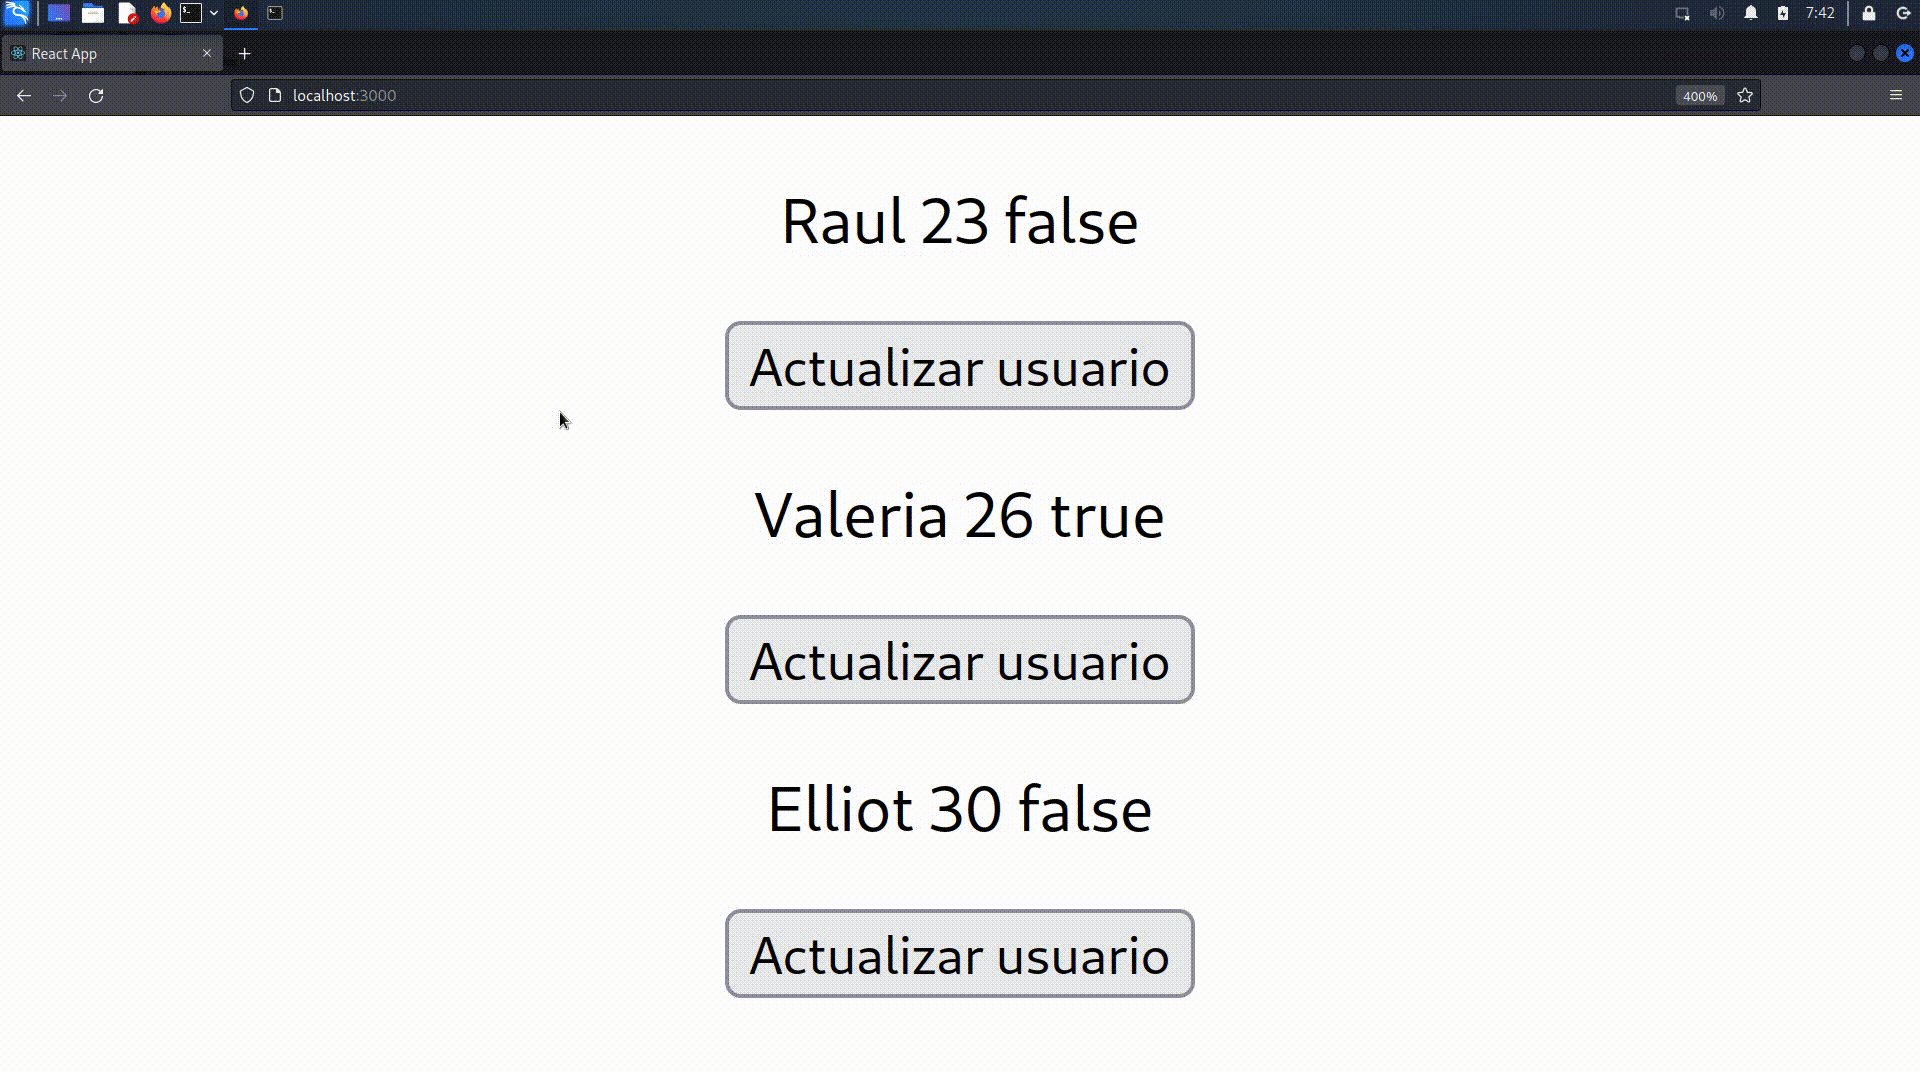 7:42
React App
localhost:3000
400%
Raul 23 false
Actualizar usuario
Valeria 26 true
Actualizar usuario
Elliot 30 false
Actualizar usuario